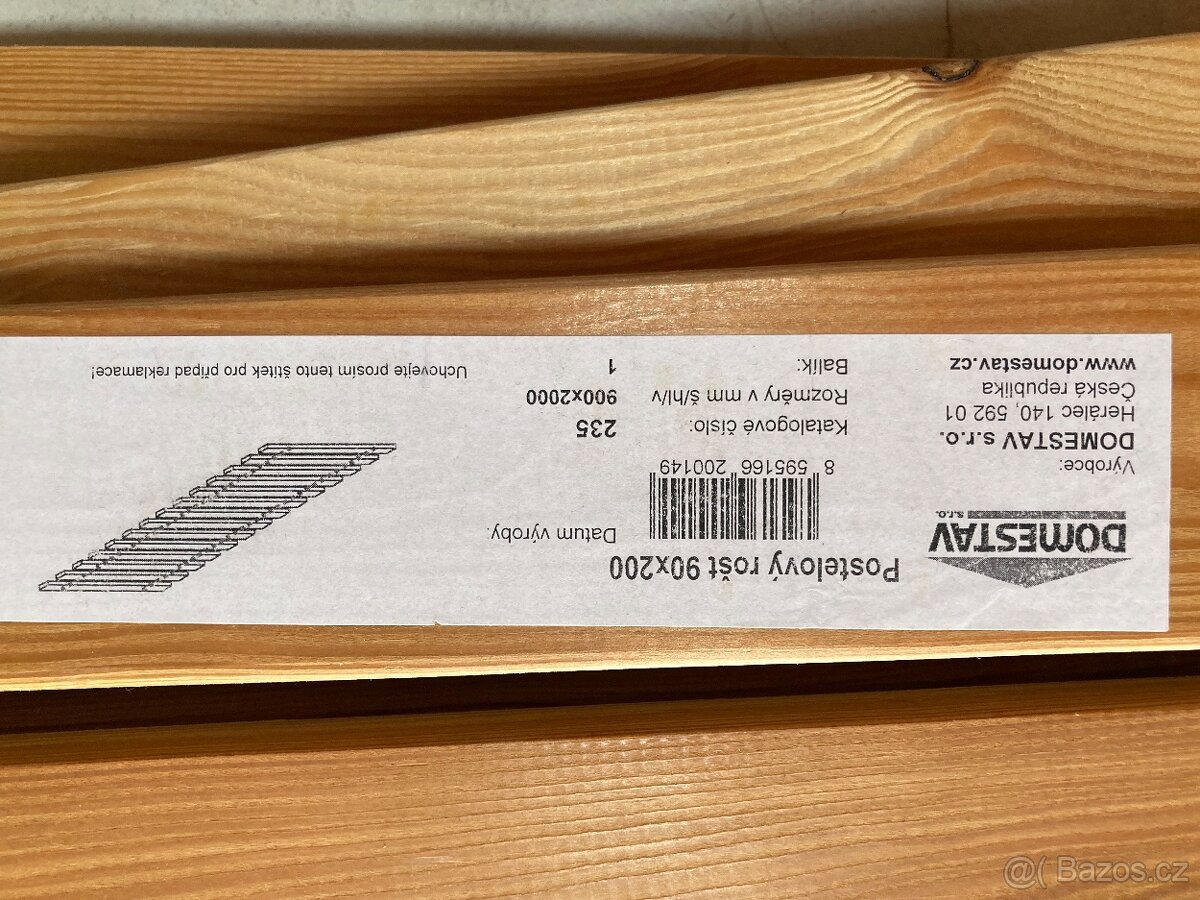 DOMESTAV
s.r.o.
Výrobce:
DOMESTAV s.r.o.
Herálec 140, 592 01
Česká republika
www.domestav.cz
Postelový rošt 90x200
8 595166 200149
Datum výroby:
Katalogové číslo: 235
Rozměry v mm š/hl/v 900x2000
Balík: 1
Uchovejte prosím tento štítek pro případ reklamace!
@( Bazos.cz